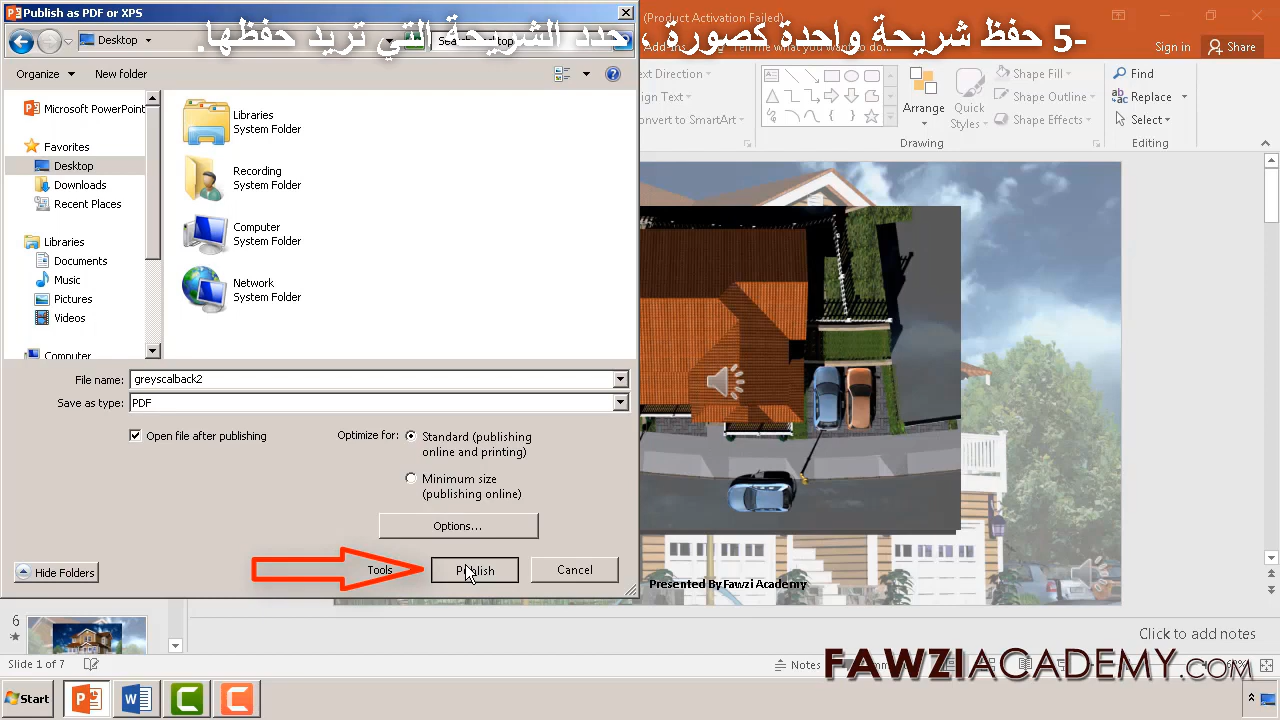 Publish as PDF or XPS
(Product Activation Failed)
-5 حفظ شريحة واحدة كصورة ، حدد الشريحة التي تريد حفظها.
Desktop
Sign in
Share
Organize
New folder
Text Direction
Shape Fill
Find
Microsoft PowerPoint
Shape Outline
Replace
Convert to SmartArt
Arrange
Quick Styles
Shape Effects
Select
Drawing
Editing
Favorites
Desktop
Downloads
Recent Places
Libraries
Documents
Music
Pictures
Videos
Computer
Libraries
System Folder
Recording
System Folder
Computer
System Folder
Network
System Folder
File name:
greyscalback2
Save as type:
PDF
Open file after publishing
Optimize for:
Standard (publishing
online and printing)
Minimum size
(publishing online)
Options...
Hide Folders
Tools
Publish
Cancel
Presented By Fawzi Academy
6
Click to add notes
Slide 1 of 7
Notes
FAWZIACADEMY.COM
Start